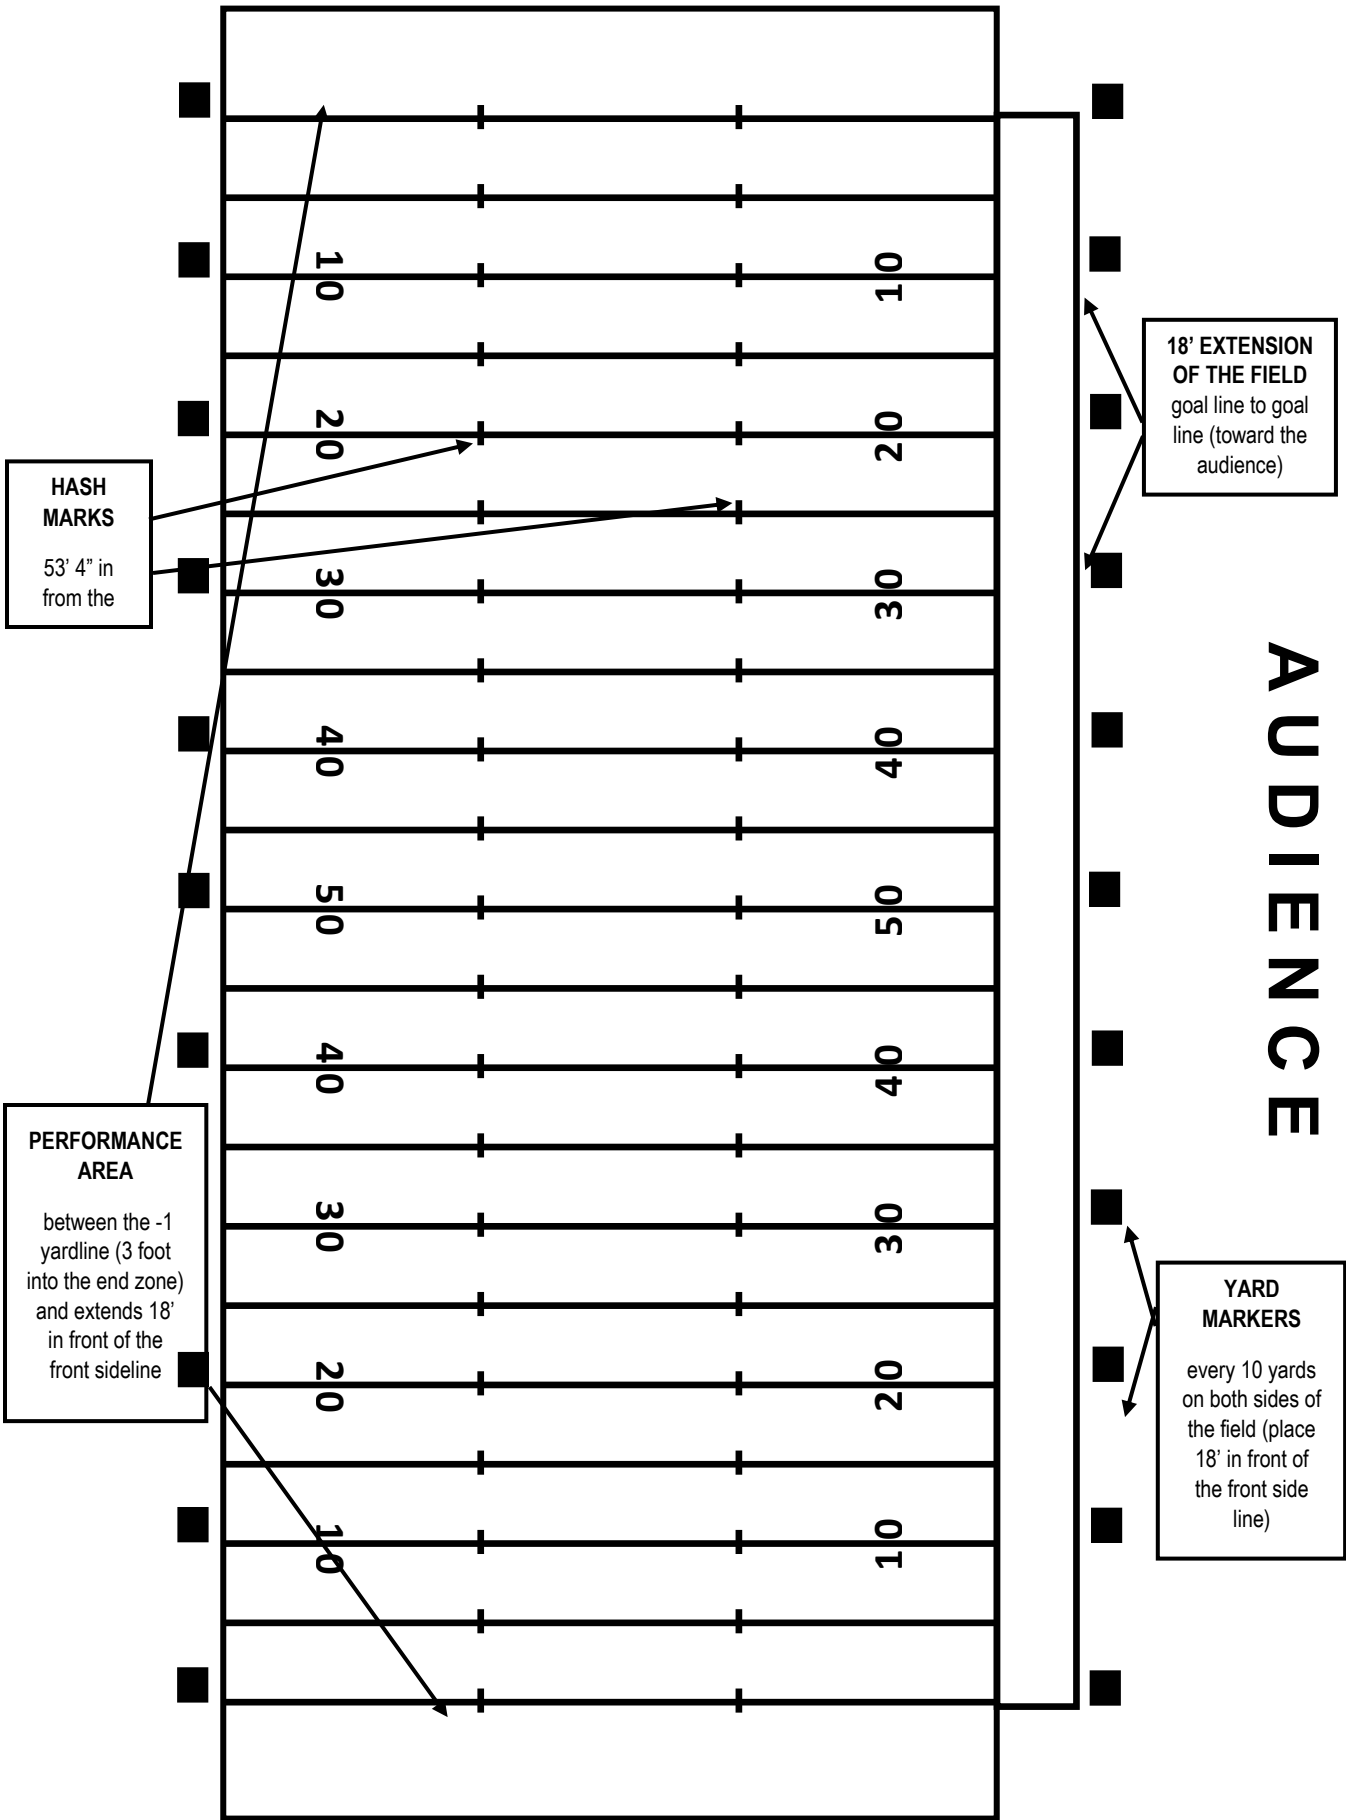 10
10
20
20
30
30
40
40
50
50
40
40
30
30
20
20
10
10
18’ EXTENSION
OF THE FIELD
goal line to goal
line (toward the
audience)
HASH
MARKS
53’ 4” in
from the
AUDIENCE
PERFORMANCE
AREA
between the -1
yardline (3 foot
into the end zone)
and extends 18’
in front of the
front sideline
YARD
MARKERS
every 10 yards
on both sides of
the field (place
18’ in front of
the front side
line)